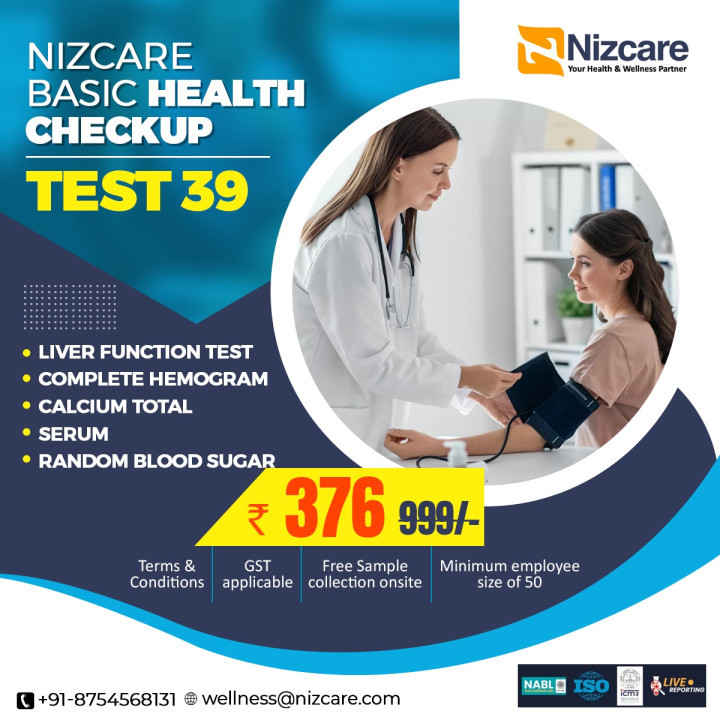 NIZCARE
BASIC HEALTH
CHECKUP
TEST 39
Nizcare
Your Health & Wellness Partner
• LIVER FUNCTION TEST
• COMPLETE HEMOGRAM
• CALCIUM TOTAL
• SERUM
• RANDOM BLOOD SUGAR
₹ 376 999/-
Terms & Conditions
GST applicable
Free Sample collection onsite
Minimum employee size of 50
+91-8754568131 wellness@nizcare.com
NABL
ISO
icmr
LIVE
REPORTING